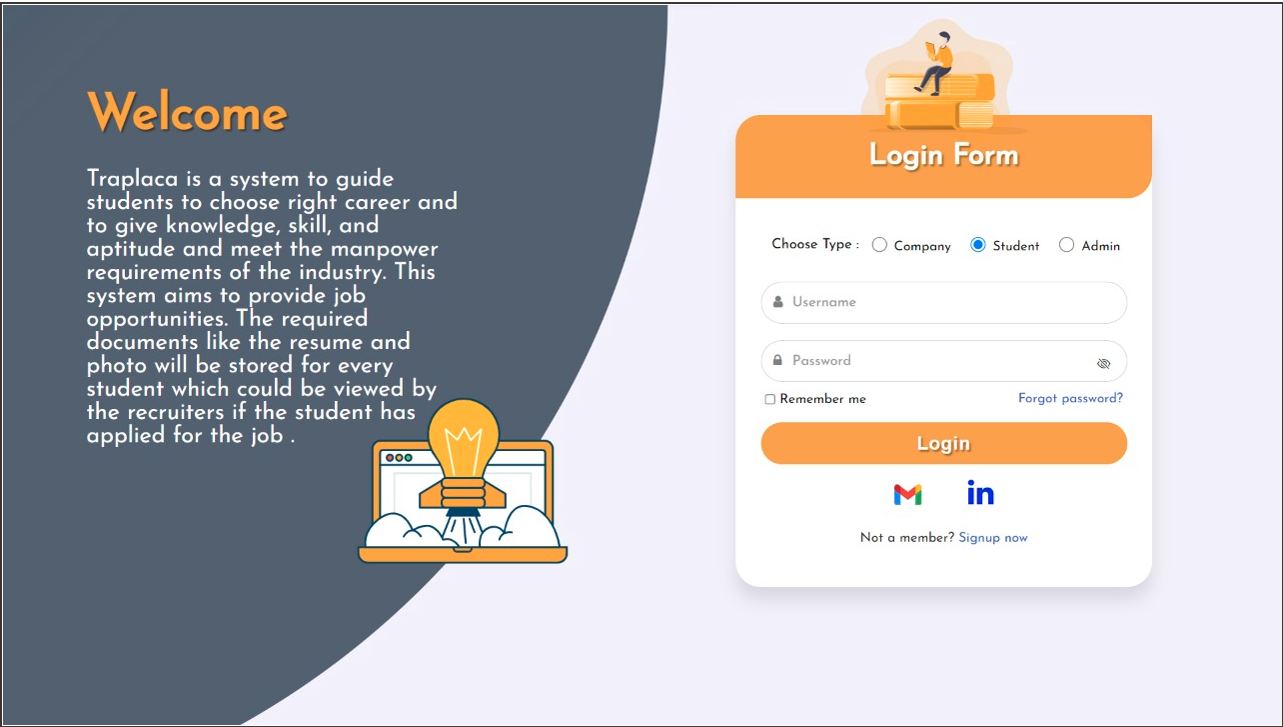 Welcome
Traplaca is a system to guide
students to choose right career and
to give knowledge, skill, and
aptitude and meet the manpower
requirements of the industry. This
system aims to provide job
opportunities. The required
documents like the resume and
photo will be stored for every
student which could be viewed by
the recruiters if the student has
applied for the job .
Login Form
Choose Type : Company Student Admin
Username
Password
Remember me Forgot password?
Login
in
Not a member? Signup now